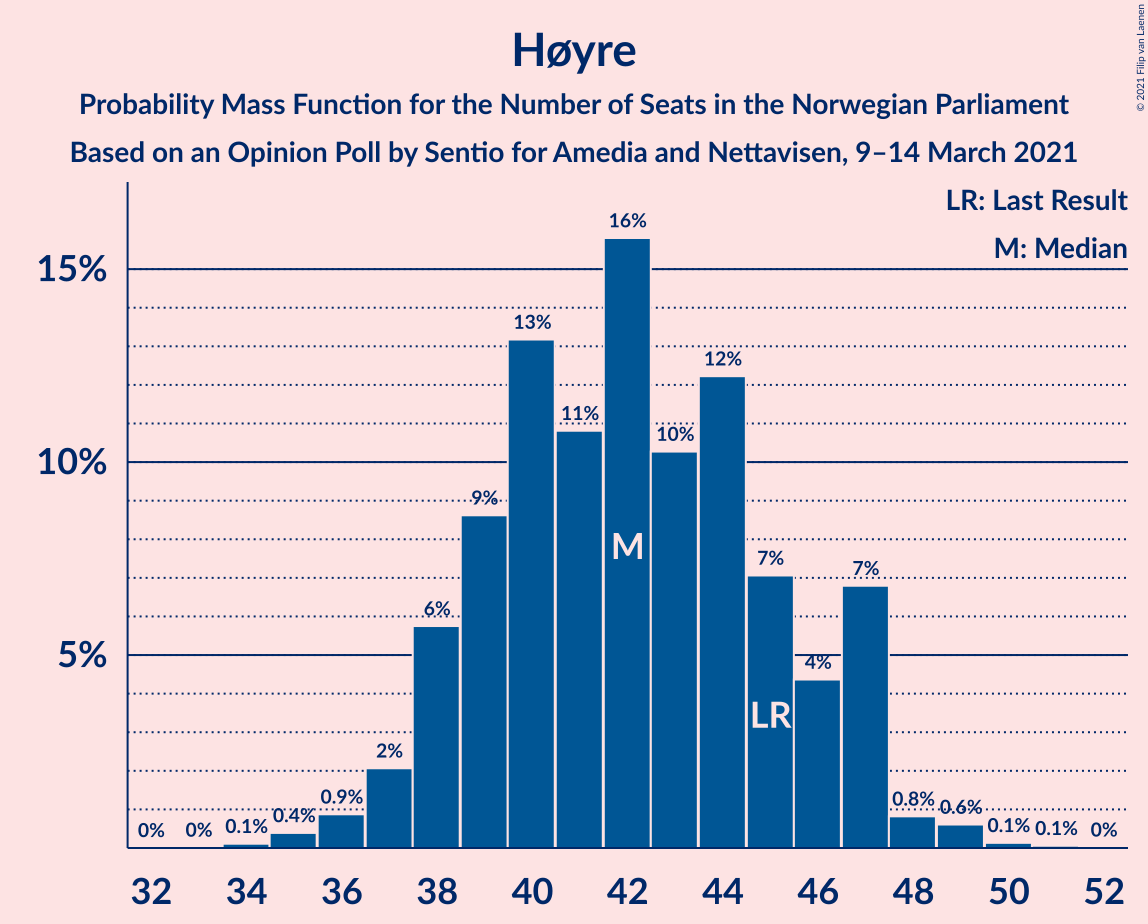 Høyre
Probability Mass Function for the Number of Seats in the Norwegian Parliament
Based on an Opinion Poll by Sentio for Amedia and Nettavisen, 9–14 March 2021
© 2021 Filip van Laenen
LR: Last Result
M: Median
15%
10%
5%
0% 0% 0.1% 0.4% 0.9% 2% 6% 9% 13% 11% 16% 10% 12% 7% 4% 7% 0.8% 0.6% 0.1% 0.1% 0%
M
LR
32 34 36 38 40 42 44 46 48 50 52